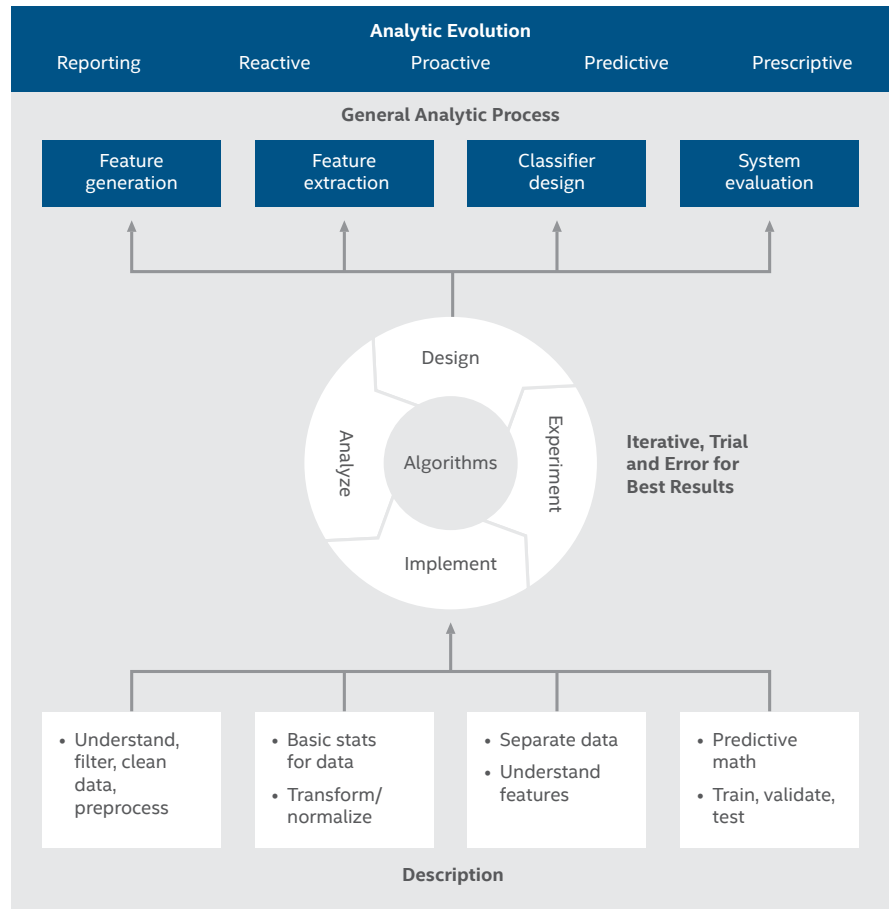 Analytic Evolution
Reporting Reactive Proactive Predictive Prescriptive
General Analytic Process
Feature
generation
Feature
extraction
Classifier
design
System
evaluation
Design
Experiment
Implement
Analyze
Algorithms
Iterative, Trial
and Error for
Best Results
• Understand,
filter, clean
data,
preprocess
• Basic stats
for data
• Transform/
normalize
• Separate data
• Understand
features
• Predictive
math
• Train, validate,
test
Description